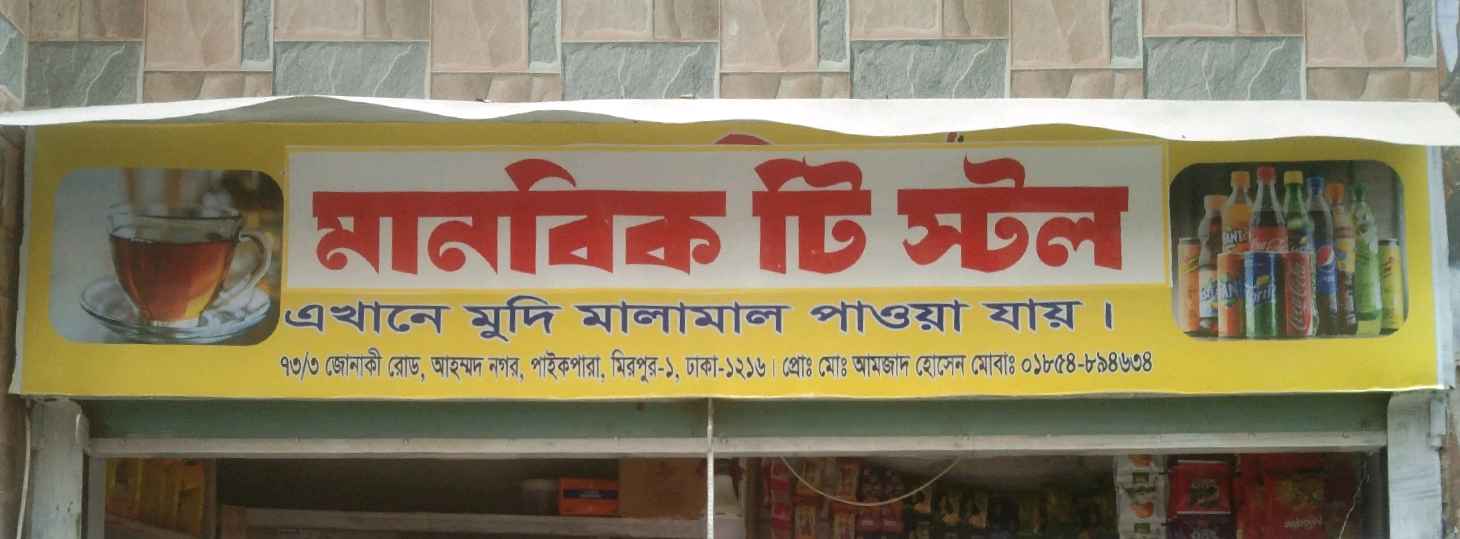 মানবিক টি স্টল
এখানে মুদি মালামাল পাওয়া যায় ।
৭৩/৩ জোনাকী রোড, আহম্মদ নগর, পাইকপারা, মিরপুর-১, ঢাকা-১২১৬। প্রোঃ মোঃ আমজাদ হোসেন মোবাঃ ০১৮৫৪-৮৯৪৬৩৪